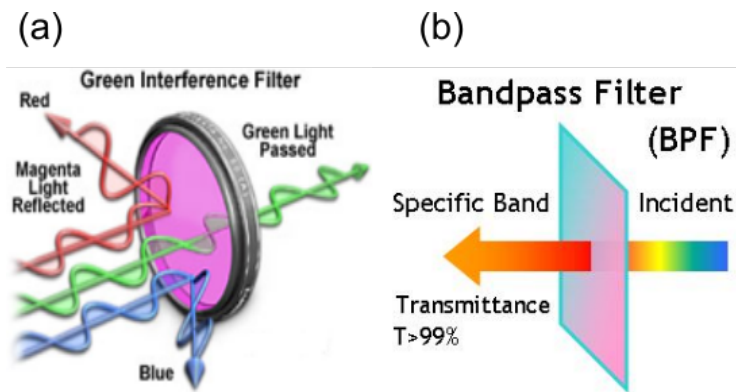 (a)
(b)
Green Interference Filter
Red
Green Light
Passed
Magenta
Light
Reflected
Blue
Bandpass Filter
(BPF)
Specific Band
Incident
Transmittance
T>99%